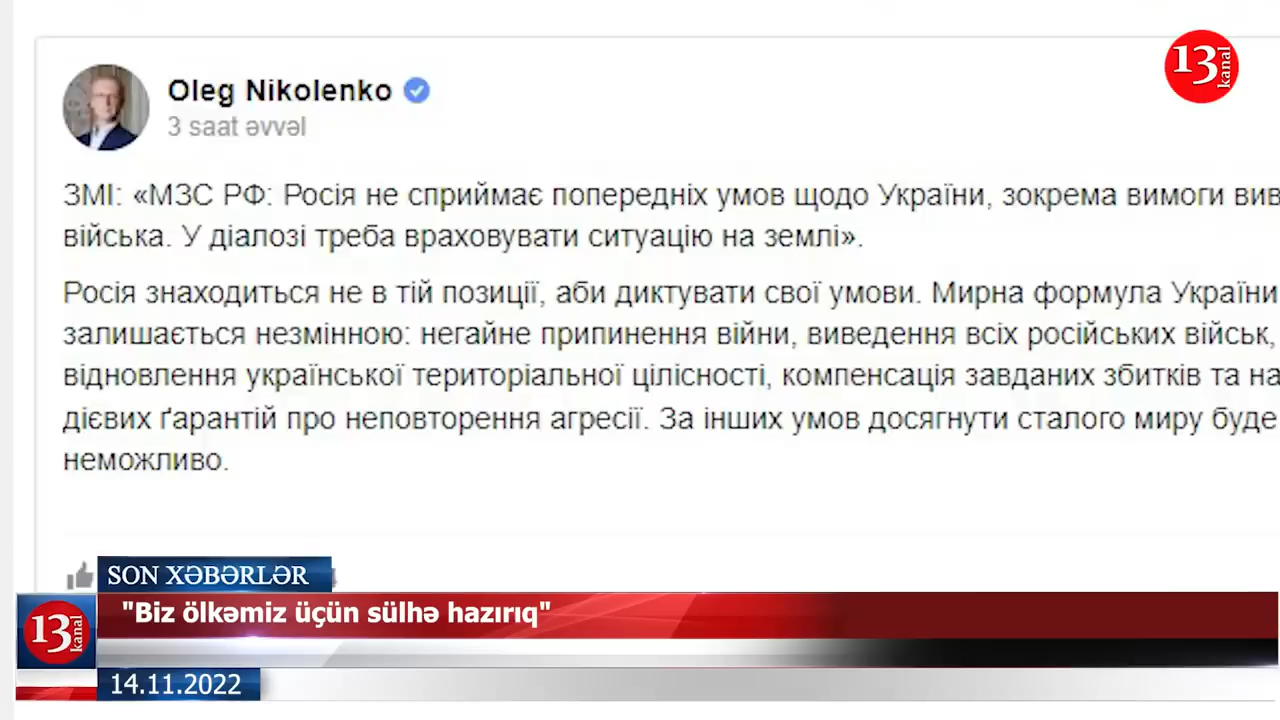 13 kanal
Oleg Nikolenko
3 saat əvvəl
ЗМІ: «МЗС РФ: Росія не сприймає попередніх умов щодо України, зокрема вимоги вив
війська. У діалозі треба враховувати ситуацію на землі».
Росія знаходиться не в тій позиції, аби диктувати свої умови. Мирна формула України
залишається незмінною: негайне припинення війни, виведення всіх російських військ,
відновлення української територіальної цілісності, компенсація завданих збитків та на
дієвих ґарантій про неповторення агресії. За інших умов досягнути сталого миру буде
неможливо.
SON XƏBƏRLƏR
"Biz ölkəmiz üçün sülhə hazırıq"
13 kanal
14.11.2022